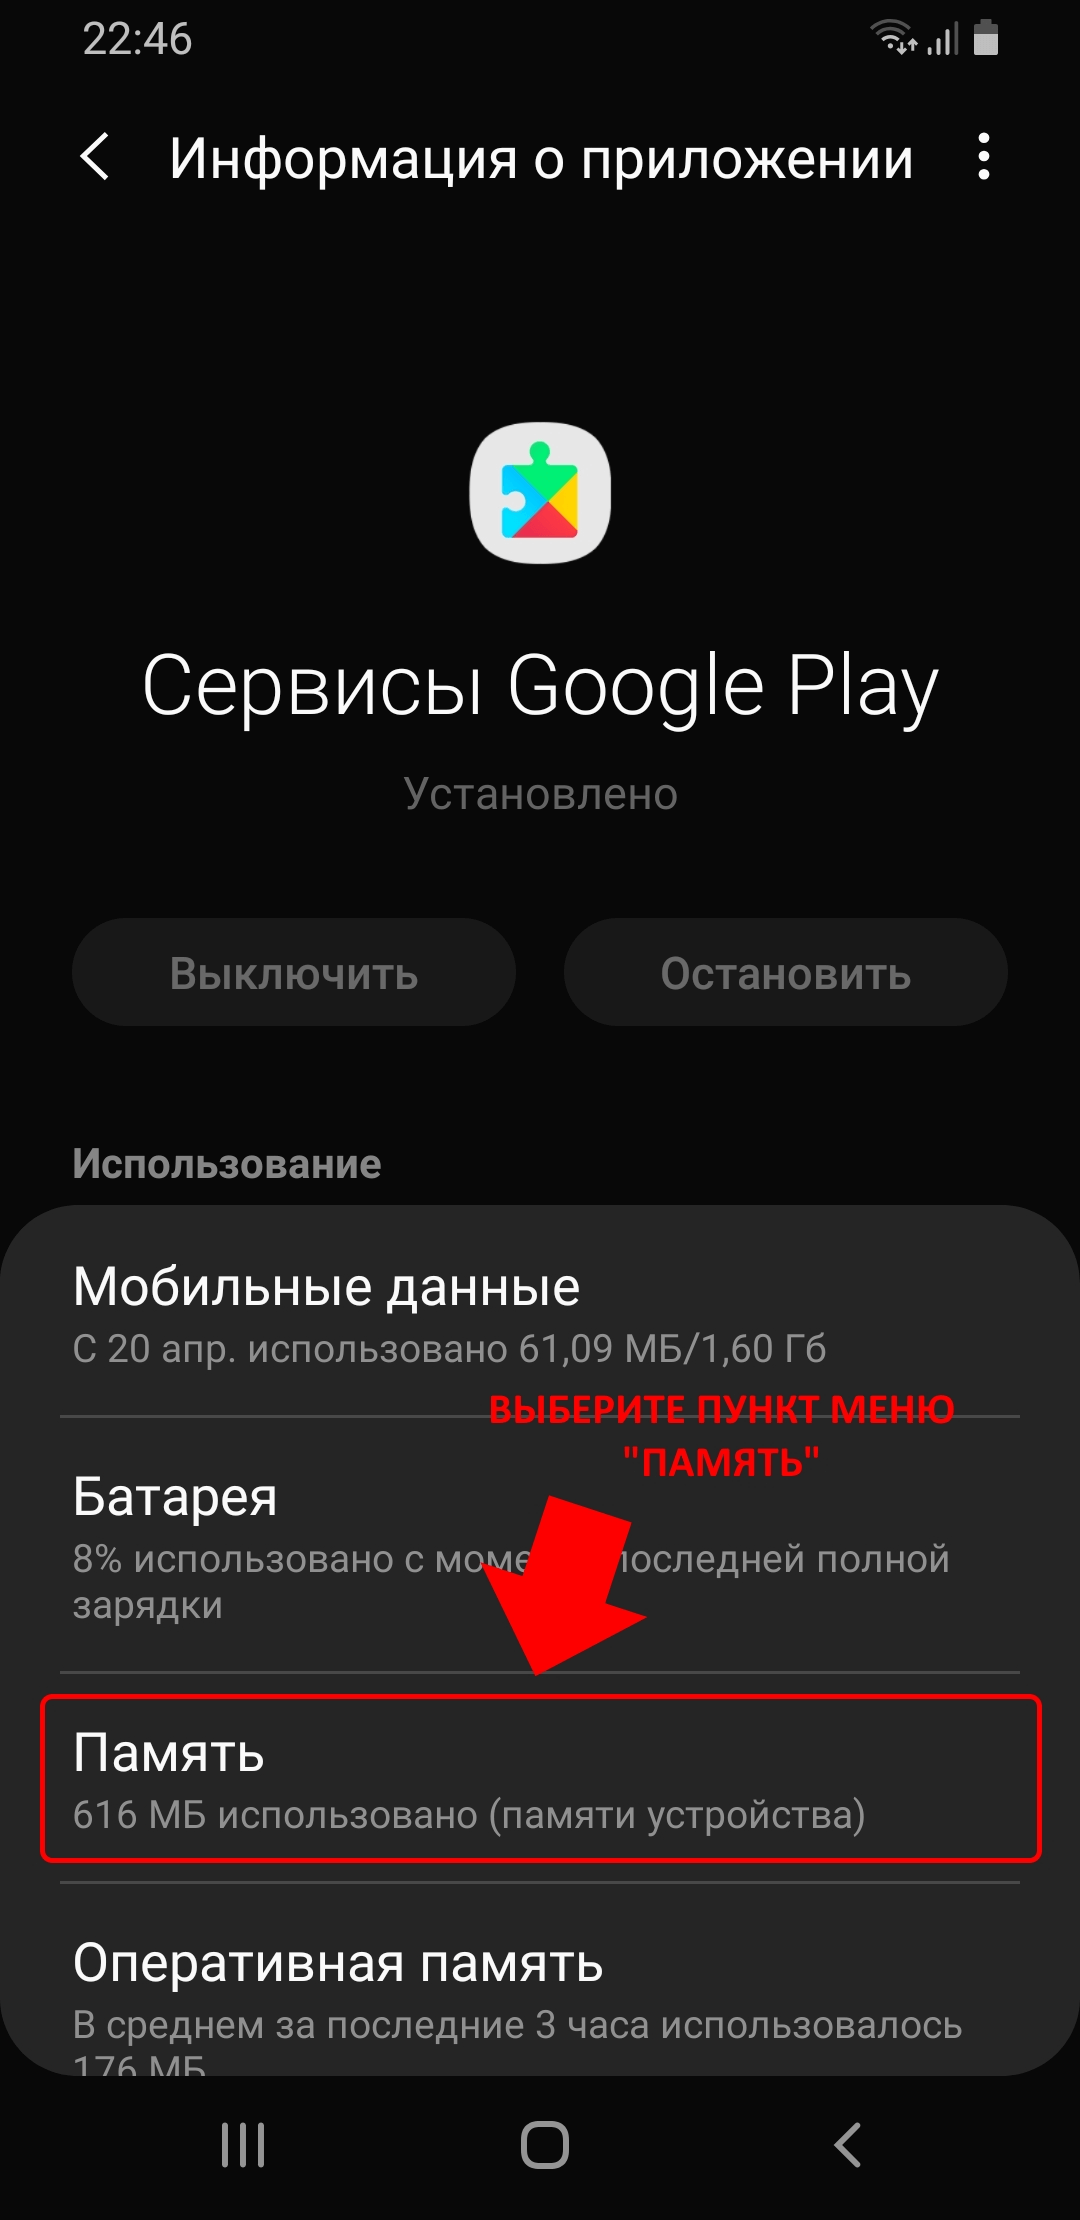 22:46
Информация о приложении
Сервисы Google Play
Установлено
Выключить
Остановить
Использование
Мобильные данные
С 20 апр. использовано 61,09 МБ/1,60 Гб
ВЫБЕРИТЕ ПУНКТ МЕНЮ
"ПАМЯТЬ"
Батарея
8% использовано с последней полной
зарядки
Память
616 МБ использовано (памяти устройства)
Оперативная память
В среднем за последние 3 часа использовалось
176 МБ